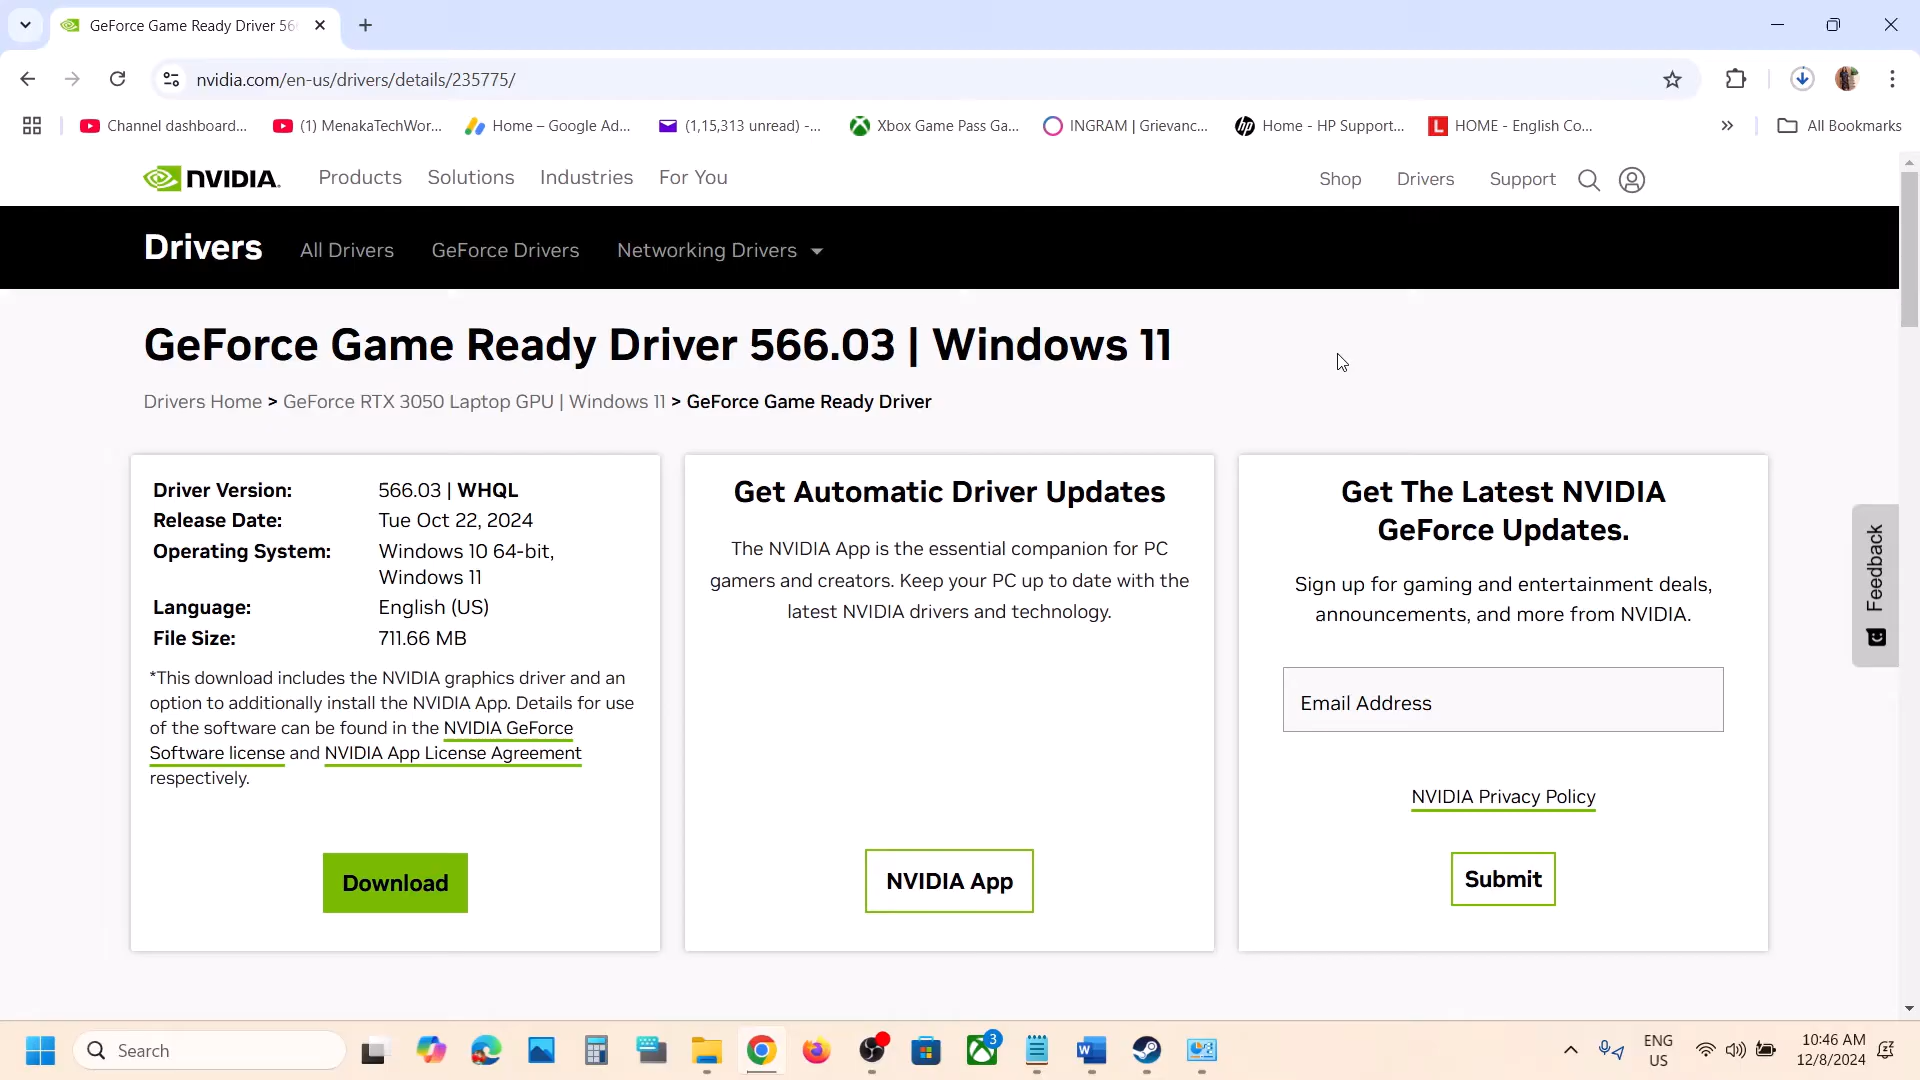 GeForce Game Ready Driver 56
nvidia.com/en-us/drivers/details/235775/
Channel dashboard...
(1) MenakaTechWor...
Home – Google Ad...
(1,15,313 unread) -...
Xbox Game Pass Ga...
INGRAM | Grievanc...
Home - HP Support...
HOME - English Co...
All Bookmarks
NVIDIA.
Products
Solutions
Industries
For You
Shop
Drivers
Support
Drivers
All Drivers
GeForce Drivers
Networking Drivers
GeForce Game Ready Driver 566.03 | Windows 11
Drivers Home > GeForce RTX 3050 Laptop GPU | Windows 11 > GeForce Game Ready Driver
Driver Version: 566.03 | WHQL
Release Date: Tue Oct 22, 2024
Operating System: Windows 10 64-bit,
Windows 11
Language: English (US)
File Size: 711.66 MB
*This download includes the NVIDIA graphics driver and an
option to additionally install the NVIDIA App. Details for use
of the software can be found in the NVIDIA GeForce
Software license and NVIDIA App License Agreement
respectively.
Download
Get Automatic Driver Updates
The NVIDIA App is the essential companion for PC
gamers and creators. Keep your PC up to date with the
latest NVIDIA drivers and technology.
NVIDIA App
Get The Latest NVIDIA
GeForce Updates.
Sign up for gaming and entertainment deals,
announcements, and more from NVIDIA.
Email Address
NVIDIA Privacy Policy
Submit
Feedback
Search
3
ENG
US
10:46 AM
12/8/2024